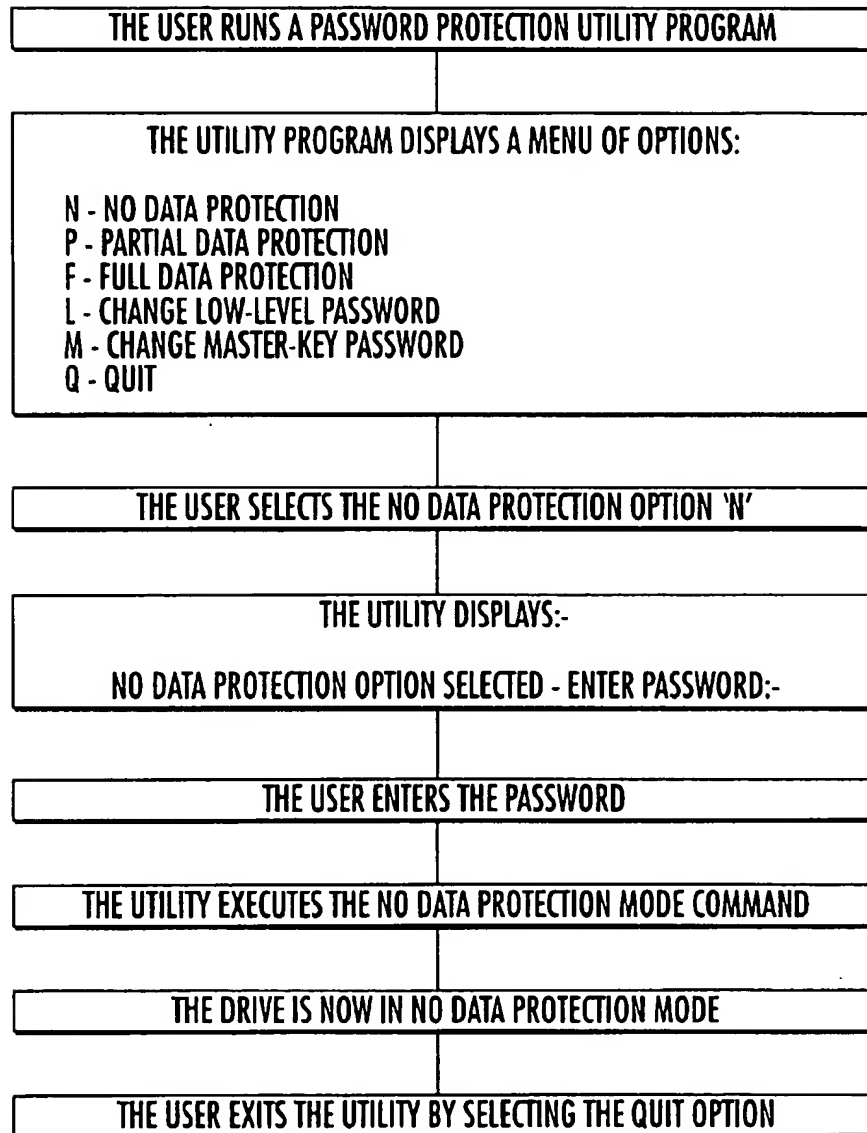 THE USER RUNS A PASSWORD PROTECTION UTILITY PROGRAM
THE UTILITY PROGRAM DISPLAYS A MENU OF OPTIONS:
N - NO DATA PROTECTION
P - PARTIAL DATA PROTECTION
F - FULL DATA PROTECTION
L - CHANGE LOW-LEVEL PASSWORD
M - CHANGE MASTER-KEY PASSWORD
Q - QUIT
THE USER SELECTS THE NO DATA PROTECTION OPTION 'N'
THE UTILITY DISPLAYS:-
NO DATA PROTECTION OPTION SELECTED - ENTER PASSWORD:-
THE USER ENTERS THE PASSWORD
THE UTILITY EXECUTES THE NO DATA PROTECTION MODE COMMAND
THE DRIVE IS NOW IN NO DATA PROTECTION MODE
THE USER EXITS THE UTILITY BY SELECTING THE QUIT OPTION